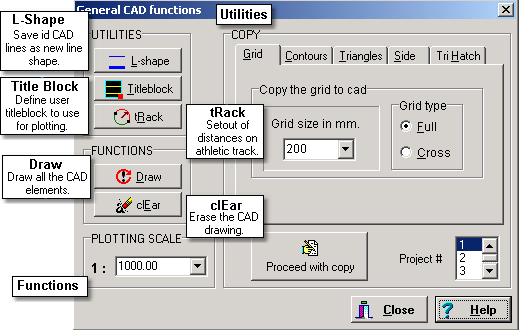 General CAD functions
Utilities
L-Shape
Save id CAD
lines as new line
shape.
UTILITIES
L-shape
Titleblock
tRack
Title Block
Define user
titleblock to use
for plotting.
tRack
Setout of
distances on
athletic track.
COPY
Grid
Contours
Triangles
Side
Tri Hatch
Copy the grid to cad
Grid size in mm.
200
Grid type
Full
Cross
FUNCTIONS
Draw
clEar
Draw
Draw all the CAD
elements.
clEar
Erase the CAD
drawing.
PLOTTING SCALE
1 : 1000.00
Functions
Proceed with copy
Project #
1
2
3
Close
Help